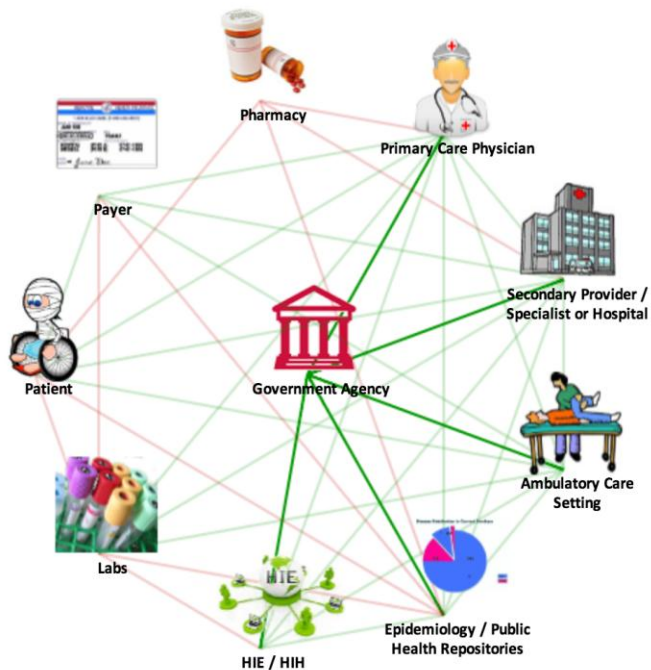 Pharmacy
Primary Care Physician
Payer
Secondary Provider /
Specialist or Hospital
Government Agency
Patient
Ambulatory Care
Setting
Labs
HIE
Epidemiology / Public
Health Repositories
HIE / HIH